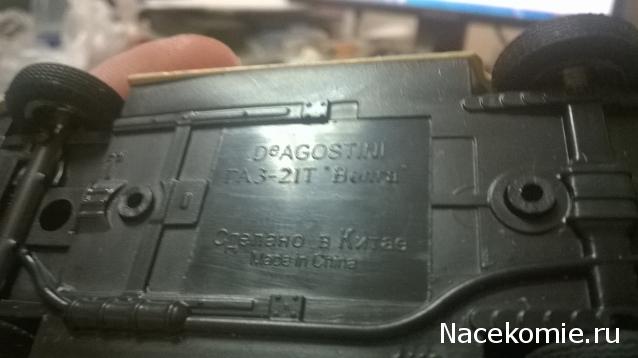 DeAGOSTINI
ГАЗ-21Т "Волга"
Сделано в Китае
Made in China
Nacekomie.ru